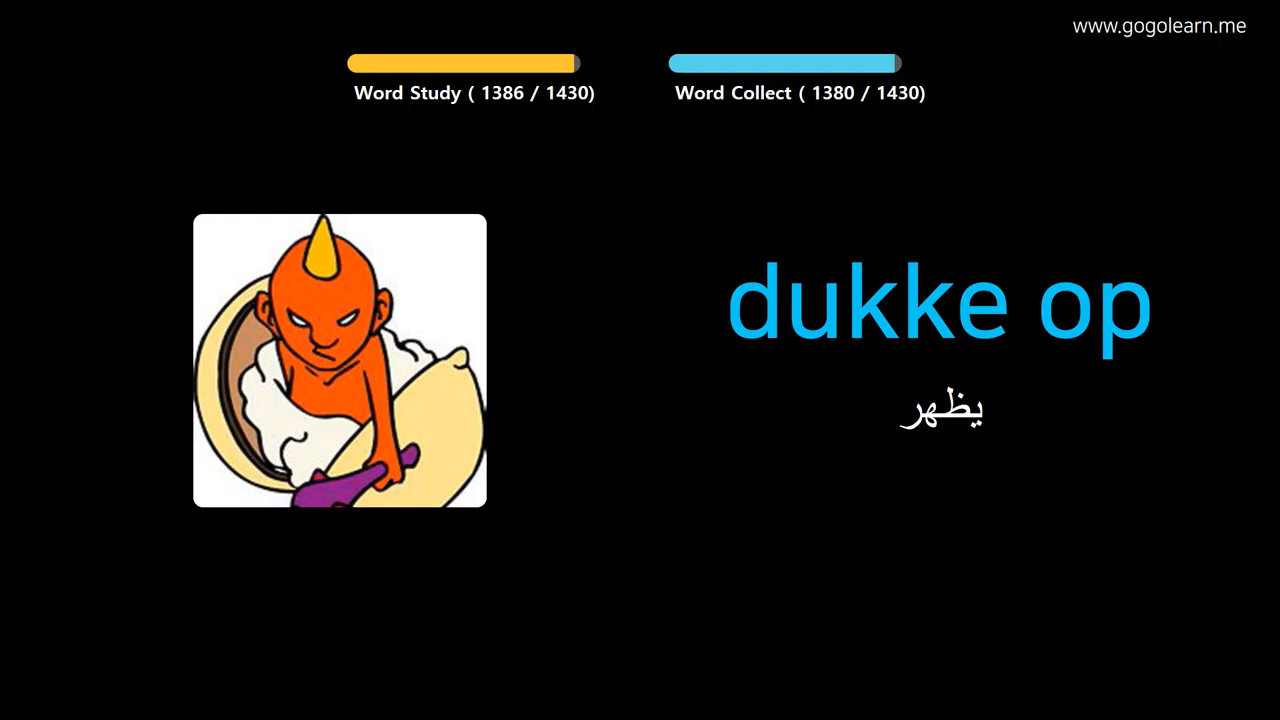 www.gogolearn.me
Word Study ( 1386 / 1430)
Word Collect ( 1380 / 1430)
dukke op
يظهر